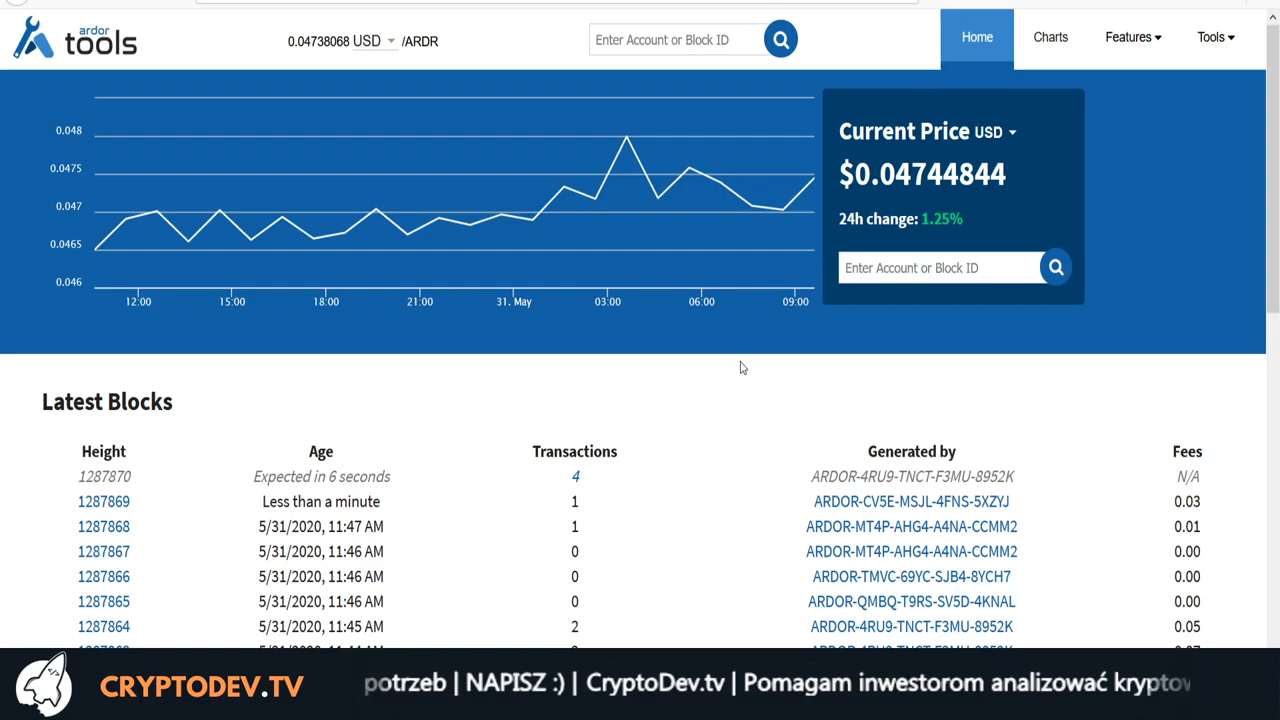 ardor
tools
0.04738068 USD /ARDR
Enter Account or Block ID
Home
Charts
Features
Tools
0.048
0.0475
0.047
0.0465
0.046
12:00 15:00 18:00 21:00 31. May 03:00 06:00 09:00
Current Price USD
$0.04744844
24h change: 1.25%
Enter Account or Block ID
Latest Blocks
Height Age Transactions Generated by Fees
1287870 Expected in 6 seconds 4 ARDOR-4RU9-TNCT-F3MU-8952K N/A
1287869 Less than a minute 1 ARDOR-CV5E-MSJL-4FNS-5XZYJ 0.03
1287868 5/31/2020, 11:47 AM 1 ARDOR-MT4P-AHG4-A4NA-CCMM2 0.01
1287867 5/31/2020, 11:46 AM 0 ARDOR-MT4P-AHG4-A4NA-CCMM2 0.00
1287866 5/31/2020, 11:46 AM 0 ARDOR-TMVC-69YC-SJB4-8YCH7 0.00
1287865 5/31/2020, 11:46 AM 0 ARDOR-QMBQ-T9RS-SV5D-4KNAL 0.00
1287864 5/31/2020, 11:45 AM 2 ARDOR-4RU9-TNCT-F3MU-8952K 0.05
CRYPTODEV.TV
potrzeb | NAPISZ :) | CryptoDev.tv | Pomagam inwestorom analizować kryptow